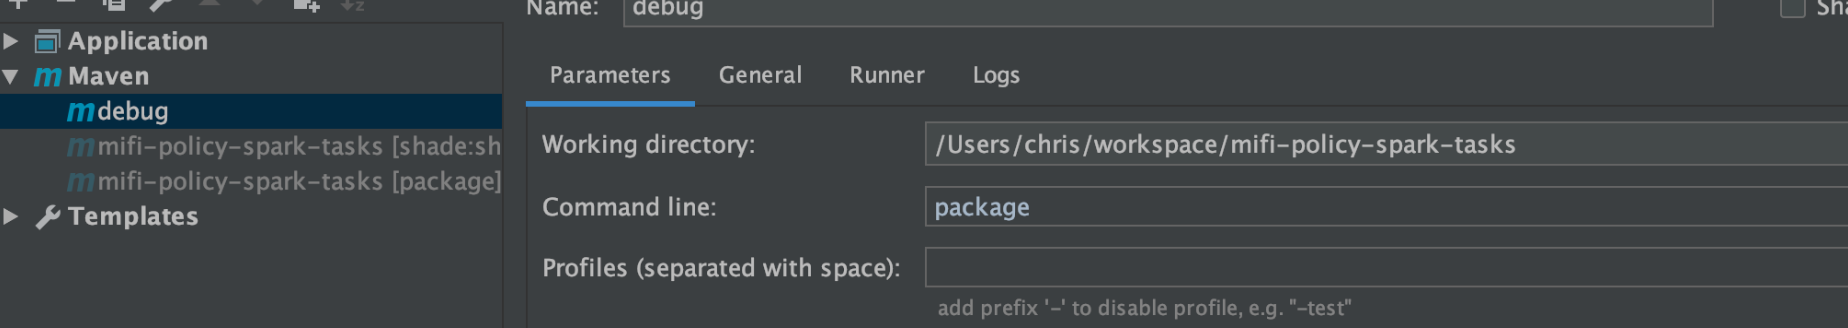 Name: debug Sha
Application
Maven
debug
mifi-policy-spark-tasks [shade:sh
mifi-policy-spark-tasks [package]
Templates
Parameters General Runner Logs
Working directory: /Users/chris/workspace/mifi-policy-spark-tasks
Command line: package
Profiles (separated with space):
add prefix '-' to disable profile, e.g. "-test"